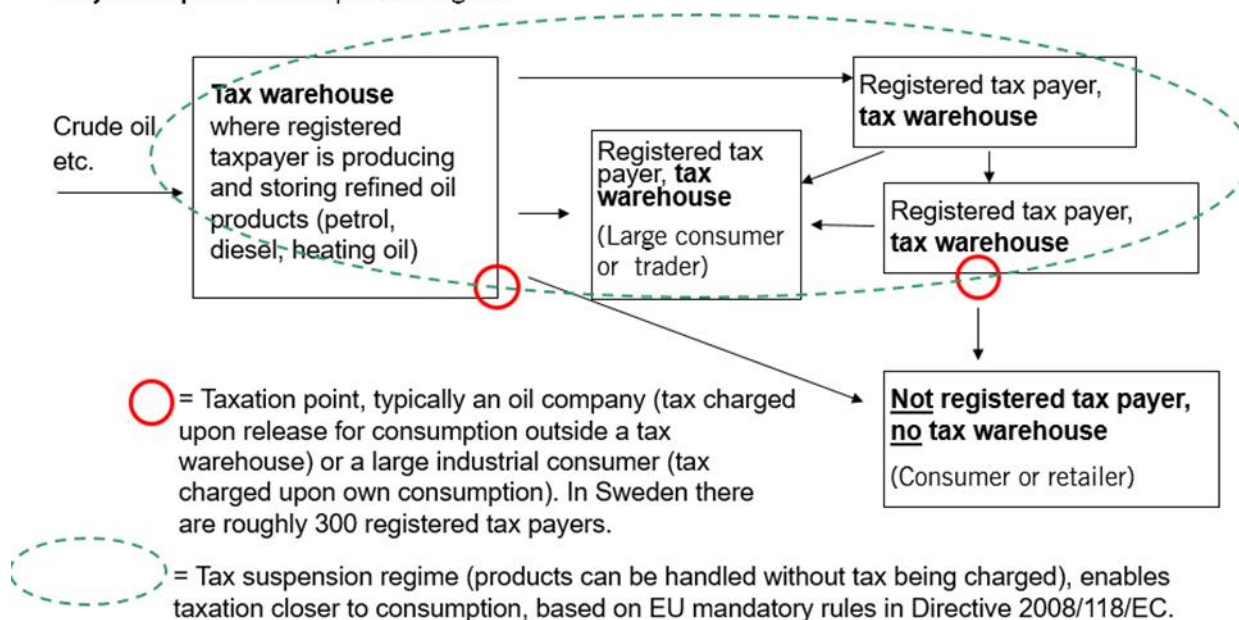 Crude oil
etc.
Tax warehouse
where registered
taxpayer is producing
and storing refined oil
products (petrol,
diesel, heating oil)
Registered tax
payer, tax
warehouse
(Large consumer
or trader)
Registered tax payer,
tax warehouse
Registered tax payer,
tax warehouse
Not registered tax payer,
no tax warehouse
(Consumer or retailer)
= Taxation point, typically an oil company (tax charged
upon release for consumption outside a tax
warehouse) or a large industrial consumer (tax
charged upon own consumption). In Sweden there
are roughly 300 registered tax payers.
= Tax suspension regime (products can be handled without tax being charged), enables
taxation closer to consumption, based on EU mandatory rules in Directive 2008/118/EC.